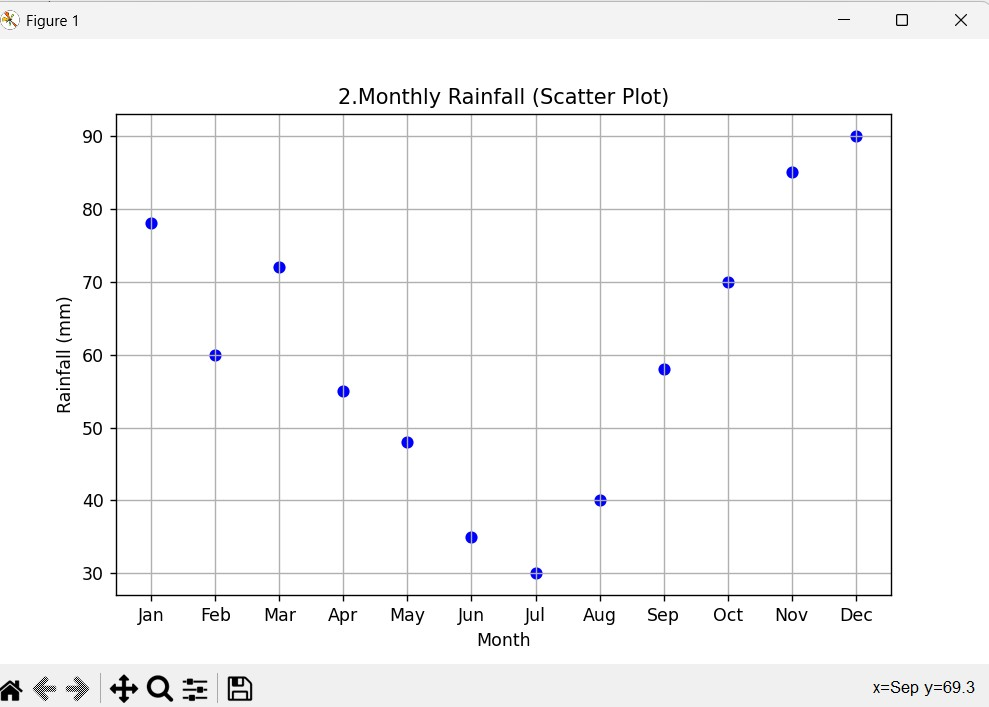 Figure 1
2.Monthly Rainfall (Scatter Plot)
90
80
70
60
50
40
30
Rainfall (mm)
Jan Feb Mar Apr May Jun Jul Aug Sep Oct Nov Dec
Month
x=Sep y=69.3